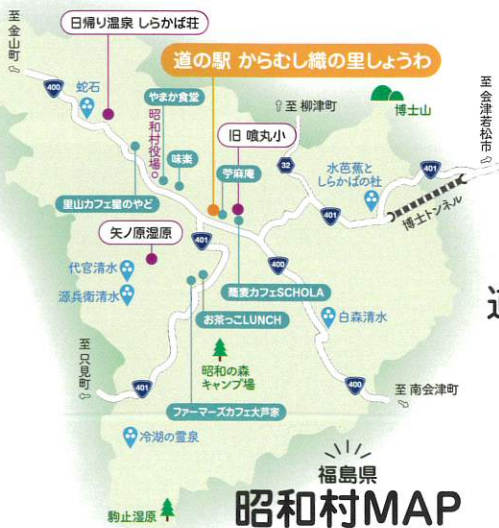 至 金山町
日帰り温泉 しらかば荘
道の駅 からむし織の里しょうわ
400
蛇石
やまか食堂
昭和村役場
味楽
至 柳津町
博士山
至 会津若松市
旧 喰丸小
苧麻庵
32
水芭蕉と
しらかばの杜
401
401
博士トンネル
里山カフェ星のやど
矢ノ原湿原
401
400
代官清水
源兵衛清水
蕎麦カフェSCHOLA
お茶っこLUNCH
白森清水
至 只見町
昭和の森
キャンプ場
401
400
至 南会津町
ファーマーズカフェ大芦家
冷湖の霊泉
駒止湿原
福島県
昭和村MAP